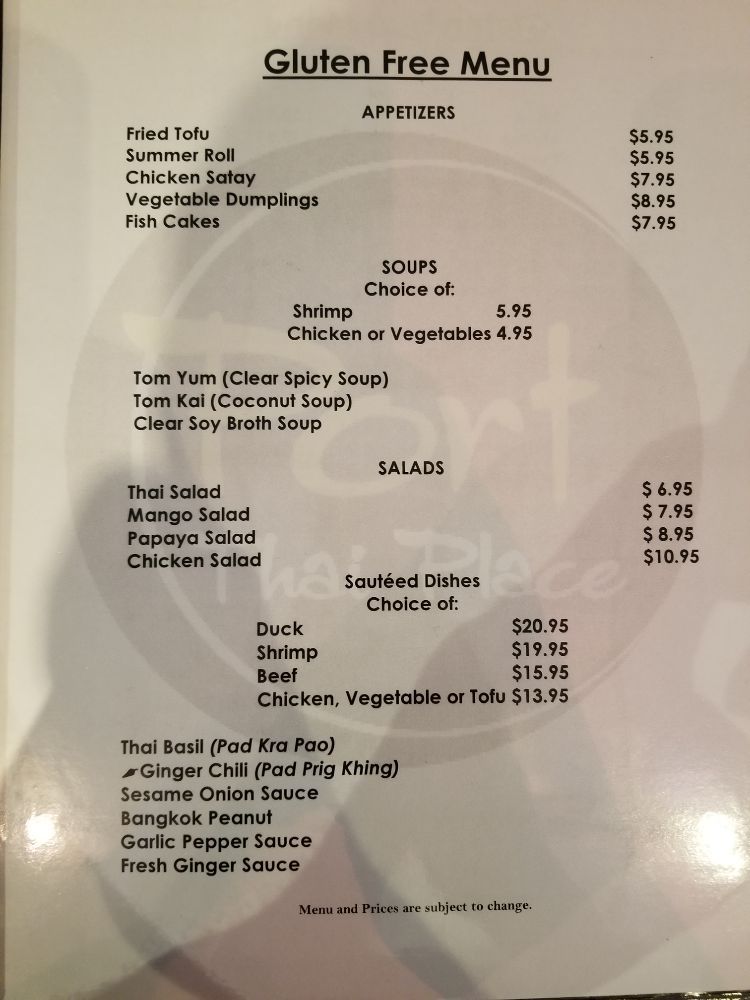 Gluten Free Menu
APPETIZERS
Fried Tofu $5.95
Summer Roll $5.95
Chicken Satay $7.95
Vegetable Dumplings $8.95
Fish Cakes $7.95
SOUPS
Choice of:
Shrimp 5.95
Chicken or Vegetables 4.95
Tom Yum (Clear Spicy Soup)
Tom Kai (Coconut Soup)
Clear Soy Broth Soup
SALADS
Thai Salad $ 6.95
Mango Salad $ 7.95
Papaya Salad $ 8.95
Chicken Salad $10.95
Sautéed Dishes
Choice of:
Duck $20.95
Shrimp $19.95
Beef $15.95
Chicken, Vegetable or Tofu $13.95
Thai Basil (Pad Kra Pao)
Ginger Chili (Pad Prig Khing)
Sesame Onion Sauce
Bangkok Peanut
Garlic Pepper Sauce
Fresh Ginger Sauce
Menu and Prices are subject to change.
Port
Thai Place